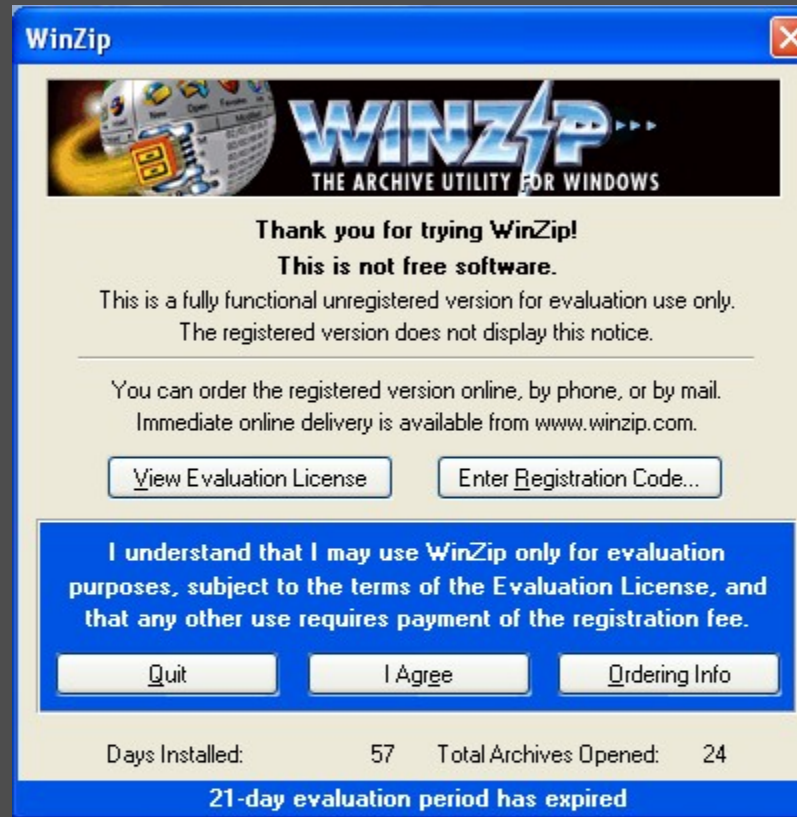 WinZip
WINZIP
THE ARCHIVE UTILITY FOR WINDOWS
Thank you for trying WinZip!
This is not free software.
This is a fully functional unregistered version for evaluation use only.
The registered version does not display this notice.
You can order the registered version online, by phone, or by mail.
Immediate online delivery is available from www.winzip.com.
View Evaluation License Enter Registration Code...
I understand that I may use WinZip only for evaluation
purposes, subject to the terms of the Evaluation License, and
that any other use requires payment of the registration fee.
Quit I Agree Ordering Info
Days Installed: 57 Total Archives Opened: 24
21-day evaluation period has expired